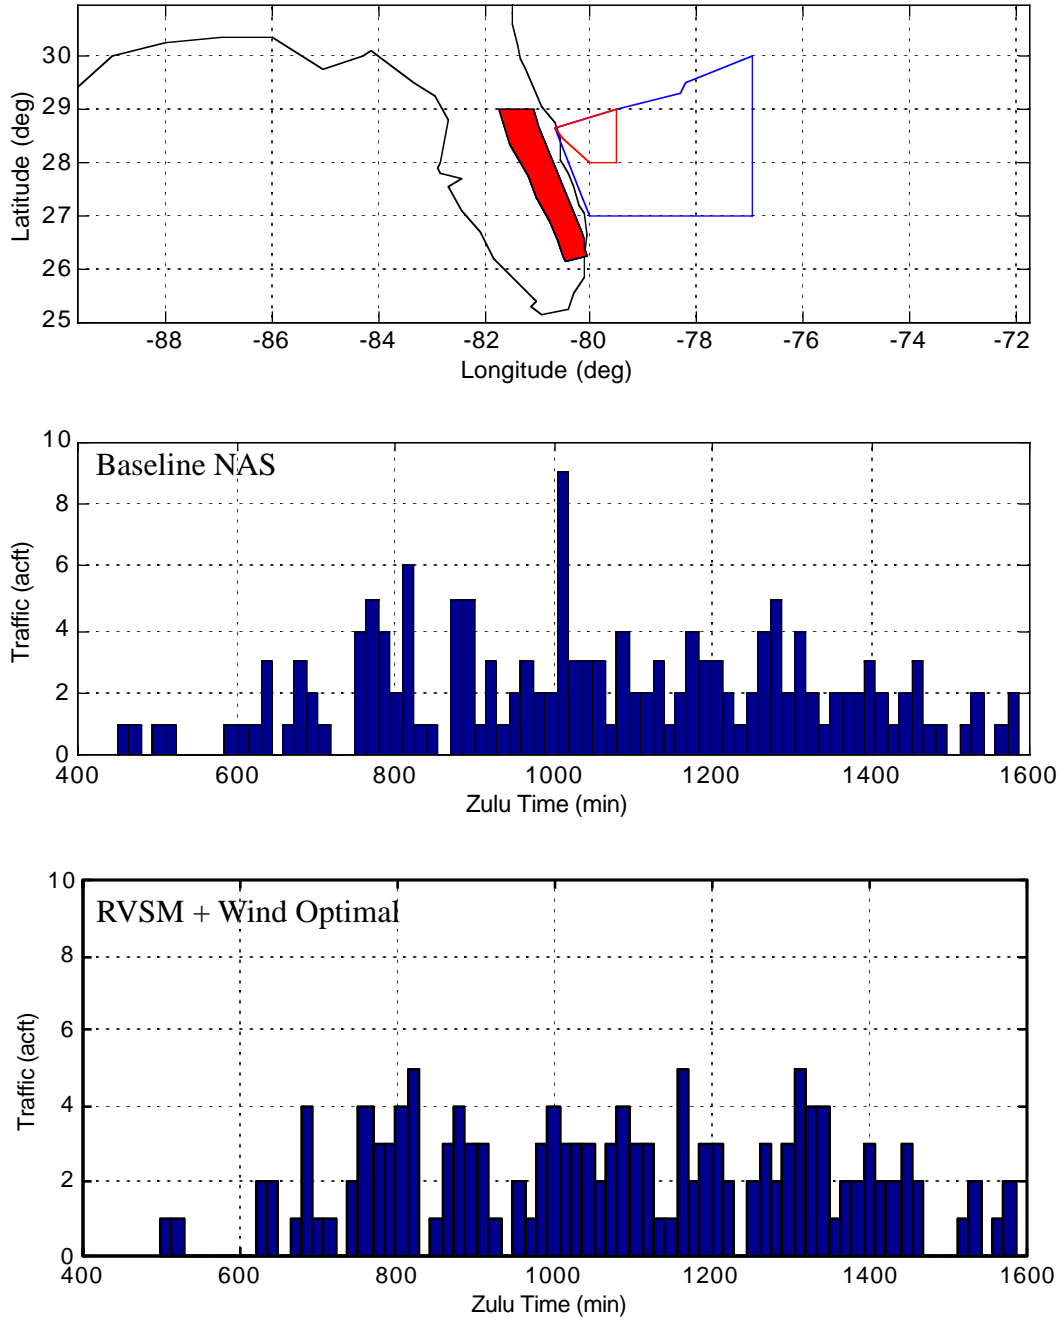 30
29
28
27
26
25
Latitude (deg)
-88 -86 -84 -82 -80 -78 -76 -74 -72
Longitude (deg)
10
8
6
4
2
0
Traffic (acft)
Baseline NAS
400 600 800 1000 1200 1400 1600
Zulu Time (min)
10
8
6
4
2
0
Traffic (acft)
RVSM + Wind Optimal
400 600 800 1000 1200 1400 1600
Zulu Time (min)